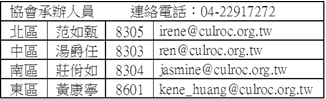 協會承辦人員 連絡電話：04-22917272
北區 范如甄 8305 irene@culroc.org.tw
中區 湯爵任 8303 ren@culroc.org.tw
南區 莊佾如 8304 jasmine@culroc.org.tw
東區 黃康寧 8601 kene_huang@culroc.org.tw